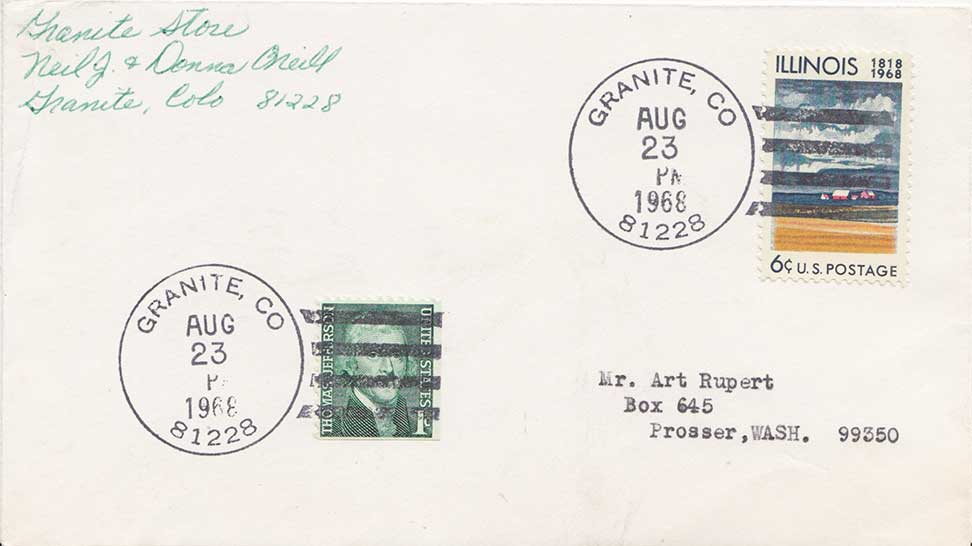 Granite Store
Neil J. & Donna Oneill
Granite, Colo 81228
GRANITE, CO
AUG
23
PM
1968
81228
ILLINOIS 1818
1968
6¢ U.S. POSTAGE
GRANITE, CO
AUG
23
P
1968
81228
THOMAS JEFFERSON
UNITED STATES
1c
Mr. Art Rupert
Box 645
Prosser,WASH. 99350